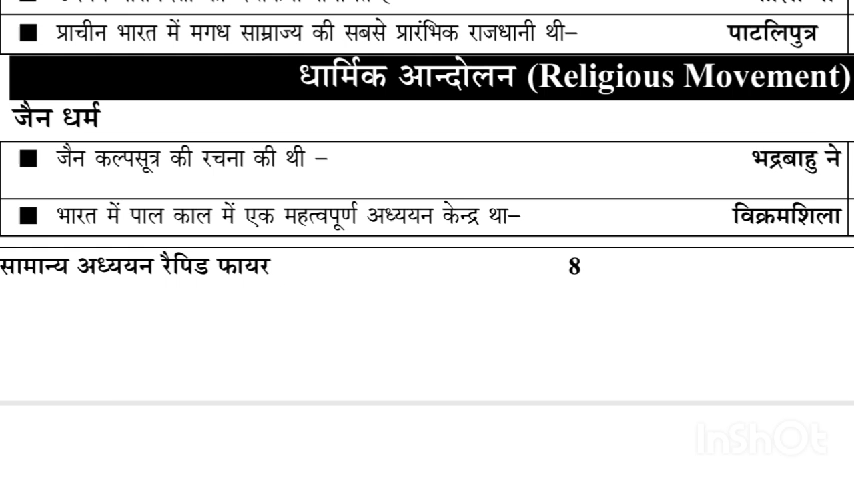 ■ प्राचीन भारत में मगध साम्राज्य की सबसे प्रारंभिक राजधानी थी– पाटलिपुत्र
धार्मिक आन्दोलन (Religious Movement)
जैन धर्म
■ जैन कल्पसूत्र की रचना की थी – भद्रबाहु ने
■ भारत में पाल काल में एक महत्वपूर्ण अध्ययन केन्द्र था– विक्रमशिला
सामान्य अध्ययन रैपिड फायर 8
InShOt